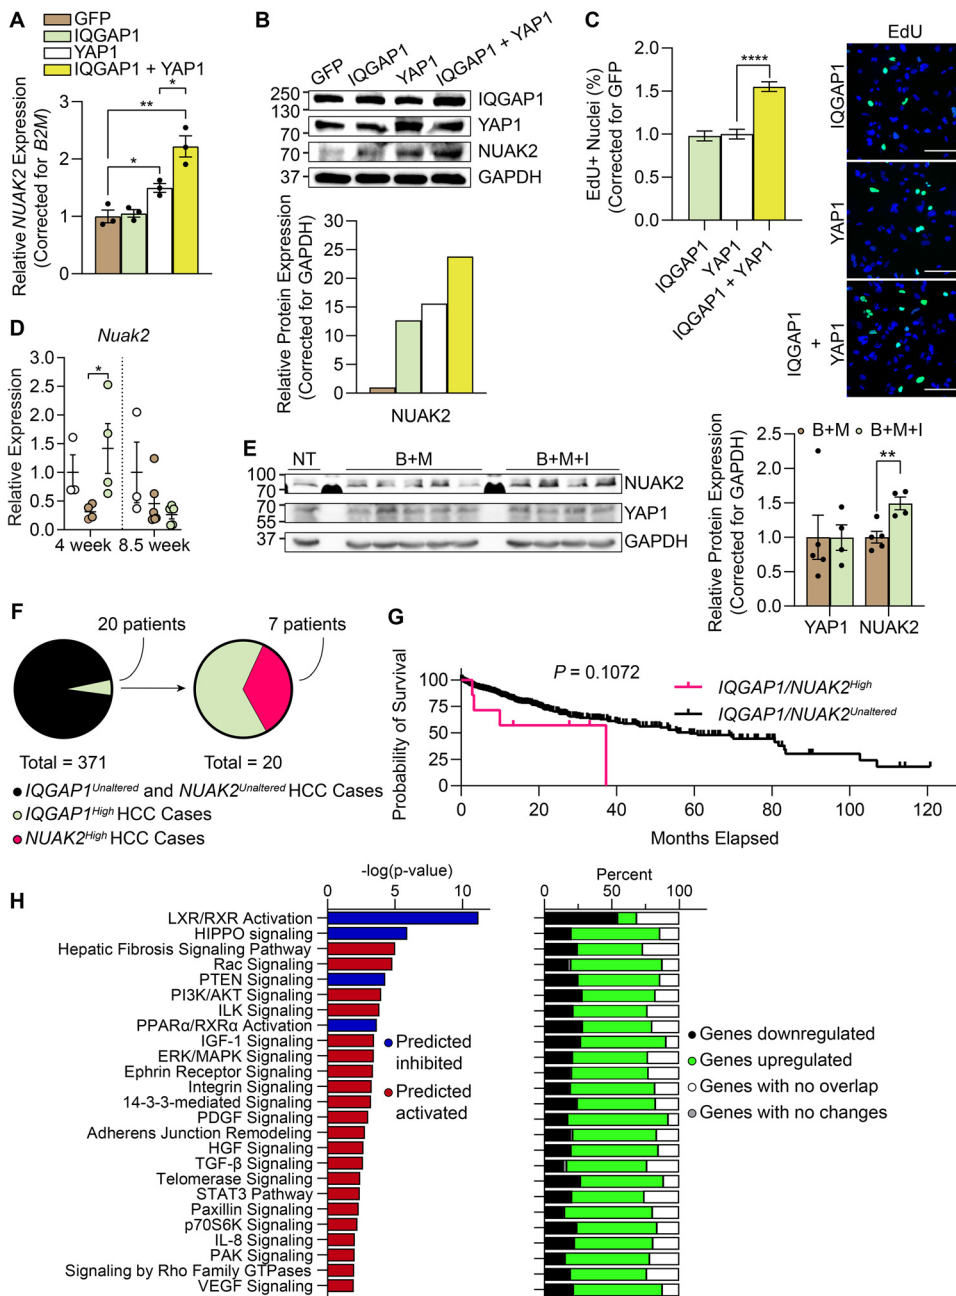 A
GFP
IQGAP1
YAP1
IQGAP1 + YAP1
Relative NUAK2 Expression
(Corrected for B2M)
3
2
1
0
*
**
*
B
GFP
IQGAP1
YAP1
IQGAP1 + YAP1
250
130
IQGAP1
100
70
YAP1
70
NUAK2
37
GAPDH
Relative Protein Expression
(Corrected for GAPDH)
30
25
20
15
10
5
0
NUAK2
C
EdU+ Nuclei (%)
(Corrected for GFP)
2.0
1.5
1.0
0.5
0.0
****
IQGAP1
YAP1
IQGAP1 + YAP1
EdU
IQGAP1
YAP1
IQGAP1
+
YAP1
D
Nuak2
Relative Expression
3.0
2.5
2.0
1.5
1.0
0.5
0.0
*
4 week
8.5 week
E
NT
B+M
B+M+I
100
70
NUAK2
70
55
YAP1
37
GAPDH
Relative Protein Expression
(Corrected for GAPDH)
2.5
2.0
1.5
1.0
0.5
0.0
B+M
B+M+I
**
YAP1
NUAK2
F
20 patients
7 patients
Total = 371
Total = 20
IQGAP1Unaltered and NUAK2Unaltered HCC Cases
IQGAP1High HCC Cases
NUAK2High HCC Cases
G
Probability of Survival
100
75
50
25
0
P = 0.1072
IQGAP1/NUAK2High
IQGAP1/NUAK2Unaltered
0 20 40 60 80 100 120
Months Elapsed
H
-log(p-value)
0 5 10
LXR/RXR Activation
HIPPO signaling
Hepatic Fibrosis Signaling Pathway
Rac Signaling
PTEN Signaling
PI3K/AKT Signaling
ILK Signaling
PPARα/RXRα Activation
IGF-1 Signaling
ERK/MAPK Signaling
Ephrin Receptor Signaling
Integrin Signaling
14-3-3-mediated Signaling
PDGF Signaling
Adherens Junction Remodeling
HGF Signaling
TGF-β Signaling
Telomerase Signaling
STAT3 Pathway
Paxillin Signaling
p70S6K Signaling
IL-8 Signaling
PAK Signaling
Signaling by Rho Family GTPases
VEGF Signaling
Predicted
inhibited
Predicted
activated
Percent
0 50 100
Genes downregulated
Genes upregulated
Genes with no overlap
Genes with no changes